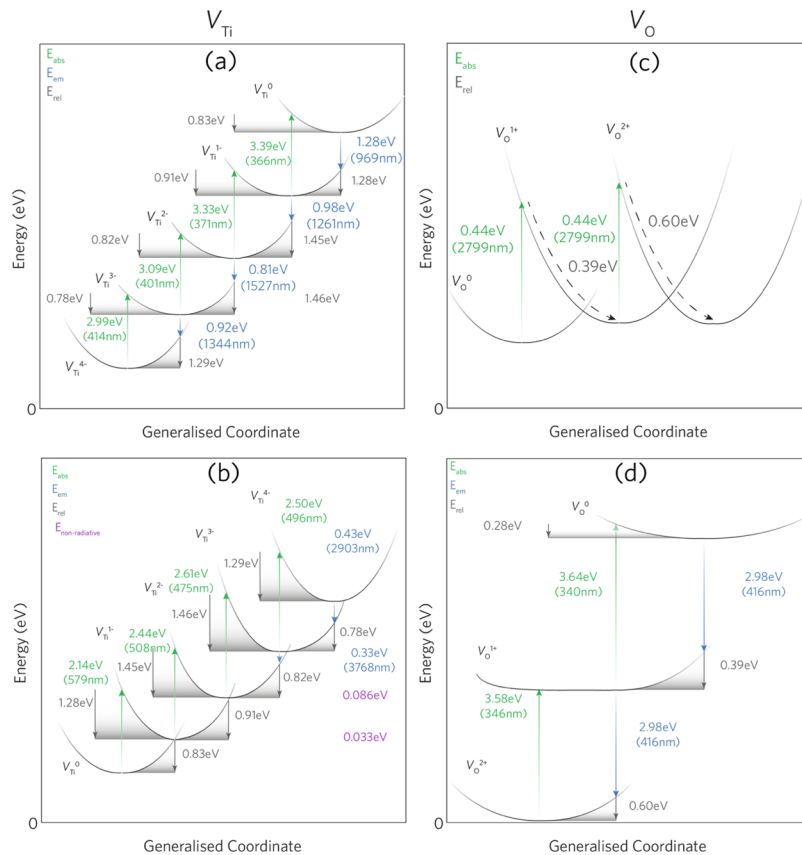 V_Ti
V_O
(a)
E_abs
E_em
E_rel
V_Ti^0
0.83eV
1.28eV
(969nm)
3.39eV
(366nm)
V_Ti^1-
0.91eV
1.28eV
3.33eV
(371nm)
0.98eV
(1261nm)
V_Ti^2-
0.82eV
1.45eV
3.09eV
(401nm)
0.81eV
(1527nm)
V_Ti^3-
0.78eV
1.46eV
2.99eV
(414nm)
0.92eV
(1344nm)
V_Ti^4-
1.29eV
Energy (eV)
0
Generalised Coordinate
(c)
E_abs
E_rel
V_O^1+
V_O^2+
0.44eV
(2799nm)
0.44eV
(2799nm)
0.60eV
0.39eV
V_O^0
Energy (eV)
0
Generalised Coordinate
(b)
E_abs
E_em
E_rel
E_non-radiative
V_Ti^4-
2.50eV
(496nm)
0.43eV
(2903nm)
V_Ti^3-
1.29eV
2.61eV
(475nm)
V_Ti^2-
1.46eV
0.78eV
V_Ti^1-
2.44eV
(508nm)
0.33eV
(3768nm)
2.14eV
(579nm)
1.45eV
0.82eV
0.086eV
1.28eV
0.91eV
0.033eV
0.83eV
V_Ti^0
Energy (eV)
0
Generalised Coordinate
(d)
E_abs
E_em
E_rel
V_O^0
0.28eV
3.64eV
(340nm)
2.98eV
(416nm)
V_O^1+
0.39eV
3.58eV
(346nm)
2.98eV
(416nm)
V_O^2+
0.60eV
Energy (eV)
0
Generalised Coordinate